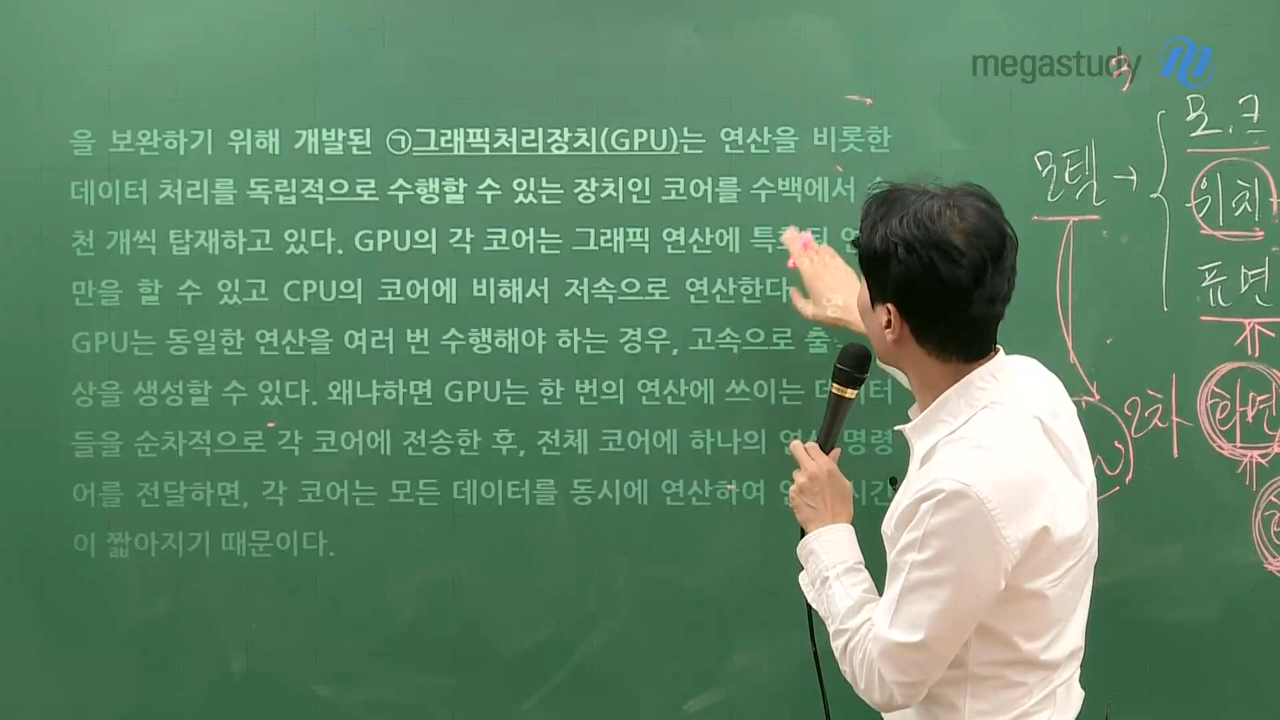 megastudy
을 보완하기 위해 개발된 ㉠그래픽처리장치(GPU)는 연산을 비롯한
데이터 처리를 독립적으로 수행할 수 있는 장치인 코어를 수백에서
천 개씩 탑재하고 있다. GPU의 각 코어는 그래픽 연산에
만을 할 수 있고 CPU의 코어에 비해서 저속으로 연산한다
GPU는 동일한 연산을 여러 번 수행해야 하는 경우, 고속으로
상을 생성할 수 있다. 왜냐하면 GPU는 한 번의 연산에 쓰이는
들을 순차적으로 각 코어에 전송한 후, 전체 코어에 하나의 명령
어를 전달하면, 각 코어는 모든 데이터를 동시에 연산하여
이 짧아지기 때문이다.
모델 →
모.크
위치
표면
2차 화면